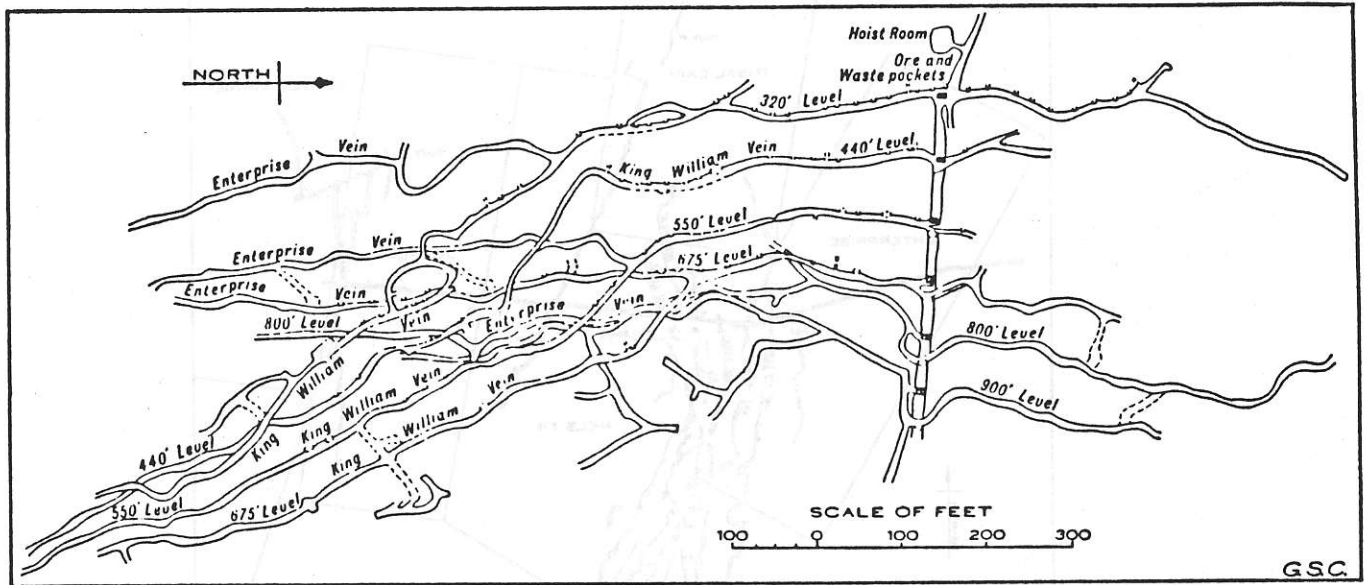 Hoist Room
Ore and
Waste pockets
NORTH
320' Level
Enterprise Vein
King William Vein 440' Level
550' Level
Enterprise Vein
675' Level
Enterprise Vein
Enterprise Vein
800' Level
Vein
800' Level
King William
King William Vein
King William Vein
900' Level
440' Level
550' Level
675' Level
SCALE OF FEET
100 0 100 200 300
G.S.C.